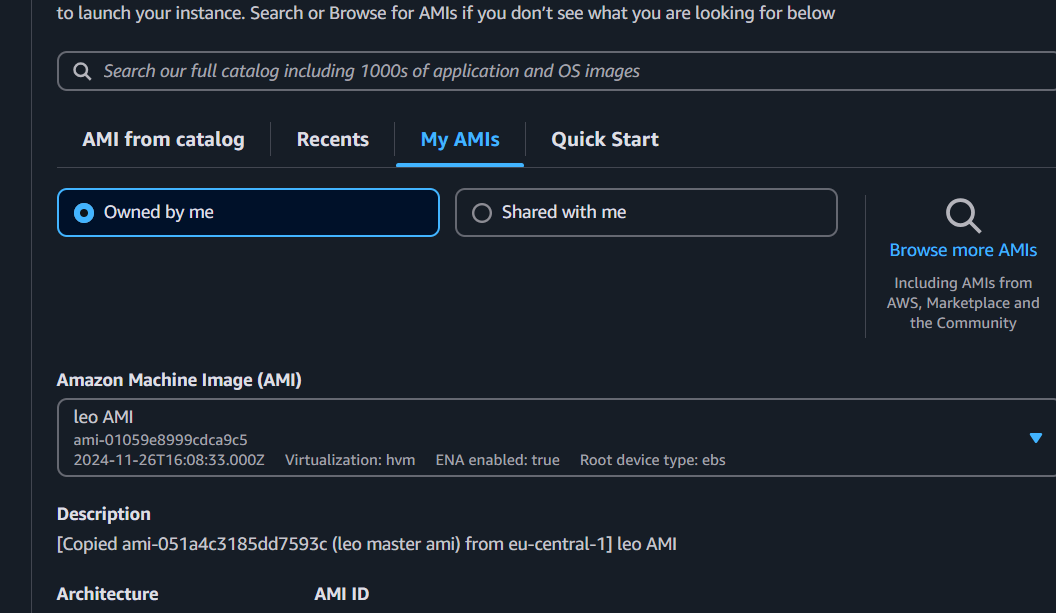 to launch your instance. Search or Browse for AMIs if you don’t see what you are looking for below
Search our full catalog including 1000s of application and OS images
AMI from catalog
Recents
My AMIs
Quick Start
Owned by me
Shared with me
Browse more AMIs
Including AMIs from
AWS, Marketplace and
the Community
Amazon Machine Image (AMI)
leo AMI
ami-01059e8999cdca9c5
2024-11-26T16:08:33.000Z Virtualization: hvm ENA enabled: true Root device type: ebs
Description
[Copied ami-051a4c3185dd7593c (leo master ami) from eu-central-1] leo AMI
Architecture
AMI ID